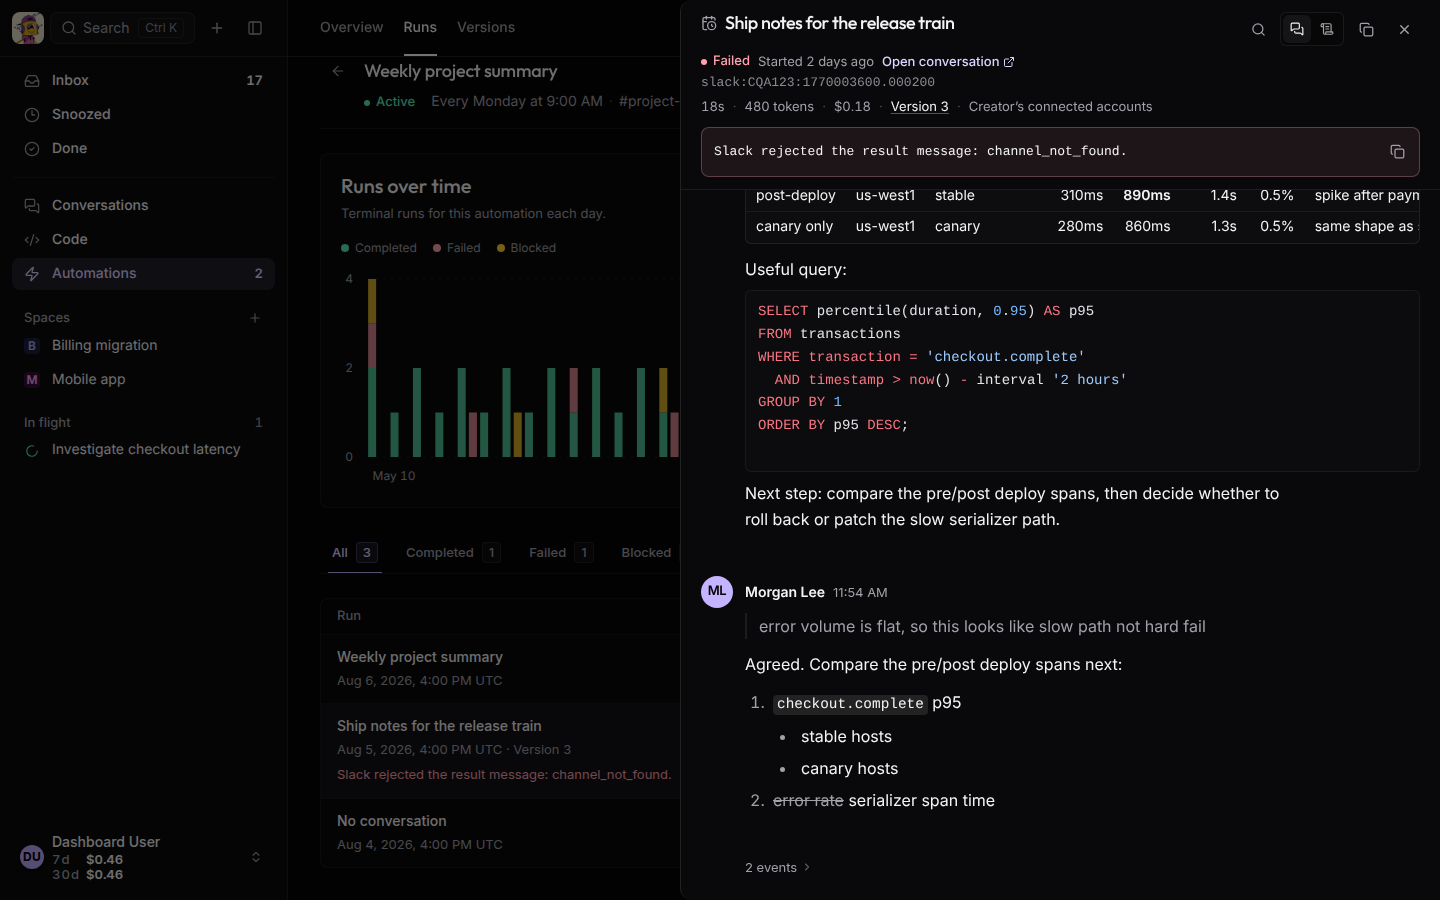 Search Ctrl K
Inbox 17
Snoozed
Done
Conversations
Code
Automations 2
Spaces
B Billing migration
M Mobile app
In flight 1
Investigate checkout latency
DU Dashboard User
7d $0.46
30d $0.46
Overview Runs Versions
Weekly project summary
Active Every Monday at 9:00 AM · #project-
Runs over time
Terminal runs for this automation each day.
Completed Failed Blocked
4
2
0
May 10
All 3 Completed 1 Failed 1 Blocked
Run
Weekly project summary
Aug 6, 2026, 4:00 PM UTC
Ship notes for the release train
Aug 5, 2026, 4:00 PM UTC · Version 3
Slack rejected the result message: channel_not_found.
No conversation
Aug 4, 2026, 4:00 PM UTC
Ship notes for the release train
Failed Started 2 days ago Open conversation
slack:CQA123:1770003600.000200
18s · 480 tokens · $0.18 · Version 3 · Creator's connected accounts
Slack rejected the result message: channel_not_found.
post-deploy us-west1 stable 310ms 890ms 1.4s 0.5% spike after paym
canary only us-west1 canary 280ms 860ms 1.3s 0.5% same shape as
Useful query:
SELECT percentile(duration, 0.95) AS p95
FROM transactions
WHERE transaction = 'checkout.complete'
AND timestamp > now() - interval '2 hours'
GROUP BY 1
ORDER BY p95 DESC;
Next step: compare the pre/post deploy spans, then decide whether to
roll back or patch the slow serializer path.
ML Morgan Lee 11:54 AM
error volume is flat, so this looks like slow path not hard fail
Agreed. Compare the pre/post deploy spans next:
1. checkout.complete p95
• stable hosts
• canary hosts
2. error rate serializer span time
2 events